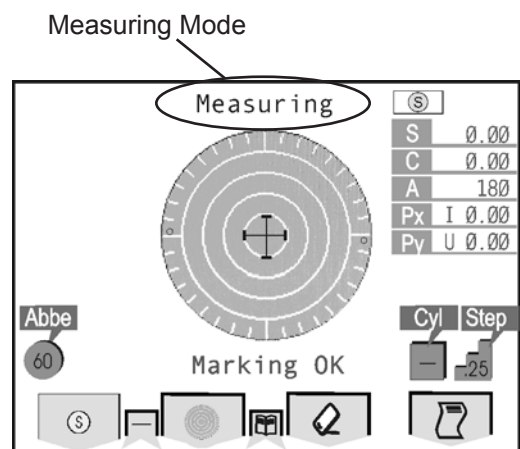 Measuring Mode
Measuring
S
S 0.00
C 0.00
A 180
Px I 0.00
Py U 0.00
Abbe
60
Cyl Step
− .25
Marking OK
S −